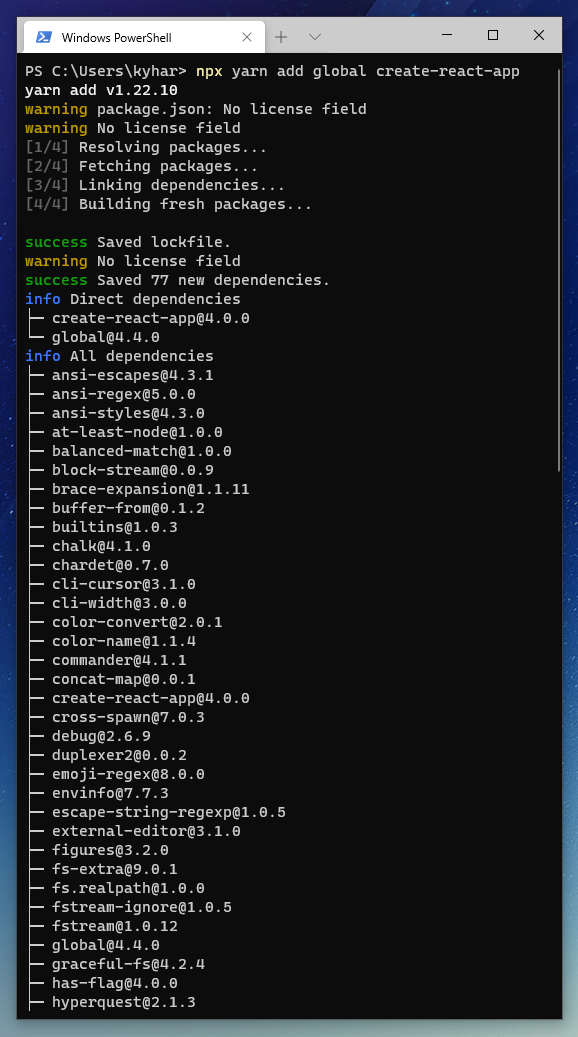 Windows PowerShell
PS C:\Users\kyhar> npx yarn add global create-react-app
yarn add v1.22.10
warning package.json: No license field
warning No license field
[1/4] Resolving packages...
[2/4] Fetching packages...
[3/4] Linking dependencies...
[4/4] Building fresh packages...
success Saved lockfile.
warning No license field
success Saved 77 new dependencies.
info Direct dependencies
├─ create-react-app@4.0.0
└─ global@4.4.0
info All dependencies
├─ ansi-escapes@4.3.1
├─ ansi-regex@5.0.0
├─ ansi-styles@4.3.0
├─ at-least-node@1.0.0
├─ balanced-match@1.0.0
├─ block-stream@0.0.9
├─ brace-expansion@1.1.11
├─ buffer-from@0.1.2
├─ builtins@1.0.3
├─ chalk@4.1.0
├─ chardet@0.7.0
├─ cli-cursor@3.1.0
├─ cli-width@3.0.0
├─ color-convert@2.0.1
├─ color-name@1.1.4
├─ commander@4.1.1
├─ concat-map@0.0.1
├─ create-react-app@4.0.0
├─ cross-spawn@7.0.3
├─ debug@2.6.9
├─ duplexer2@0.0.2
├─ emoji-regex@8.0.0
├─ envinfo@7.7.3
├─ escape-string-regexp@1.0.5
├─ external-editor@3.1.0
├─ figures@3.2.0
├─ fs-extra@9.0.1
├─ fs.realpath@1.0.0
├─ fstream-ignore@1.0.5
├─ fstream@1.0.12
├─ global@4.4.0
├─ graceful-fs@4.2.4
├─ has-flag@4.0.0
├─ hyperquest@2.1.3